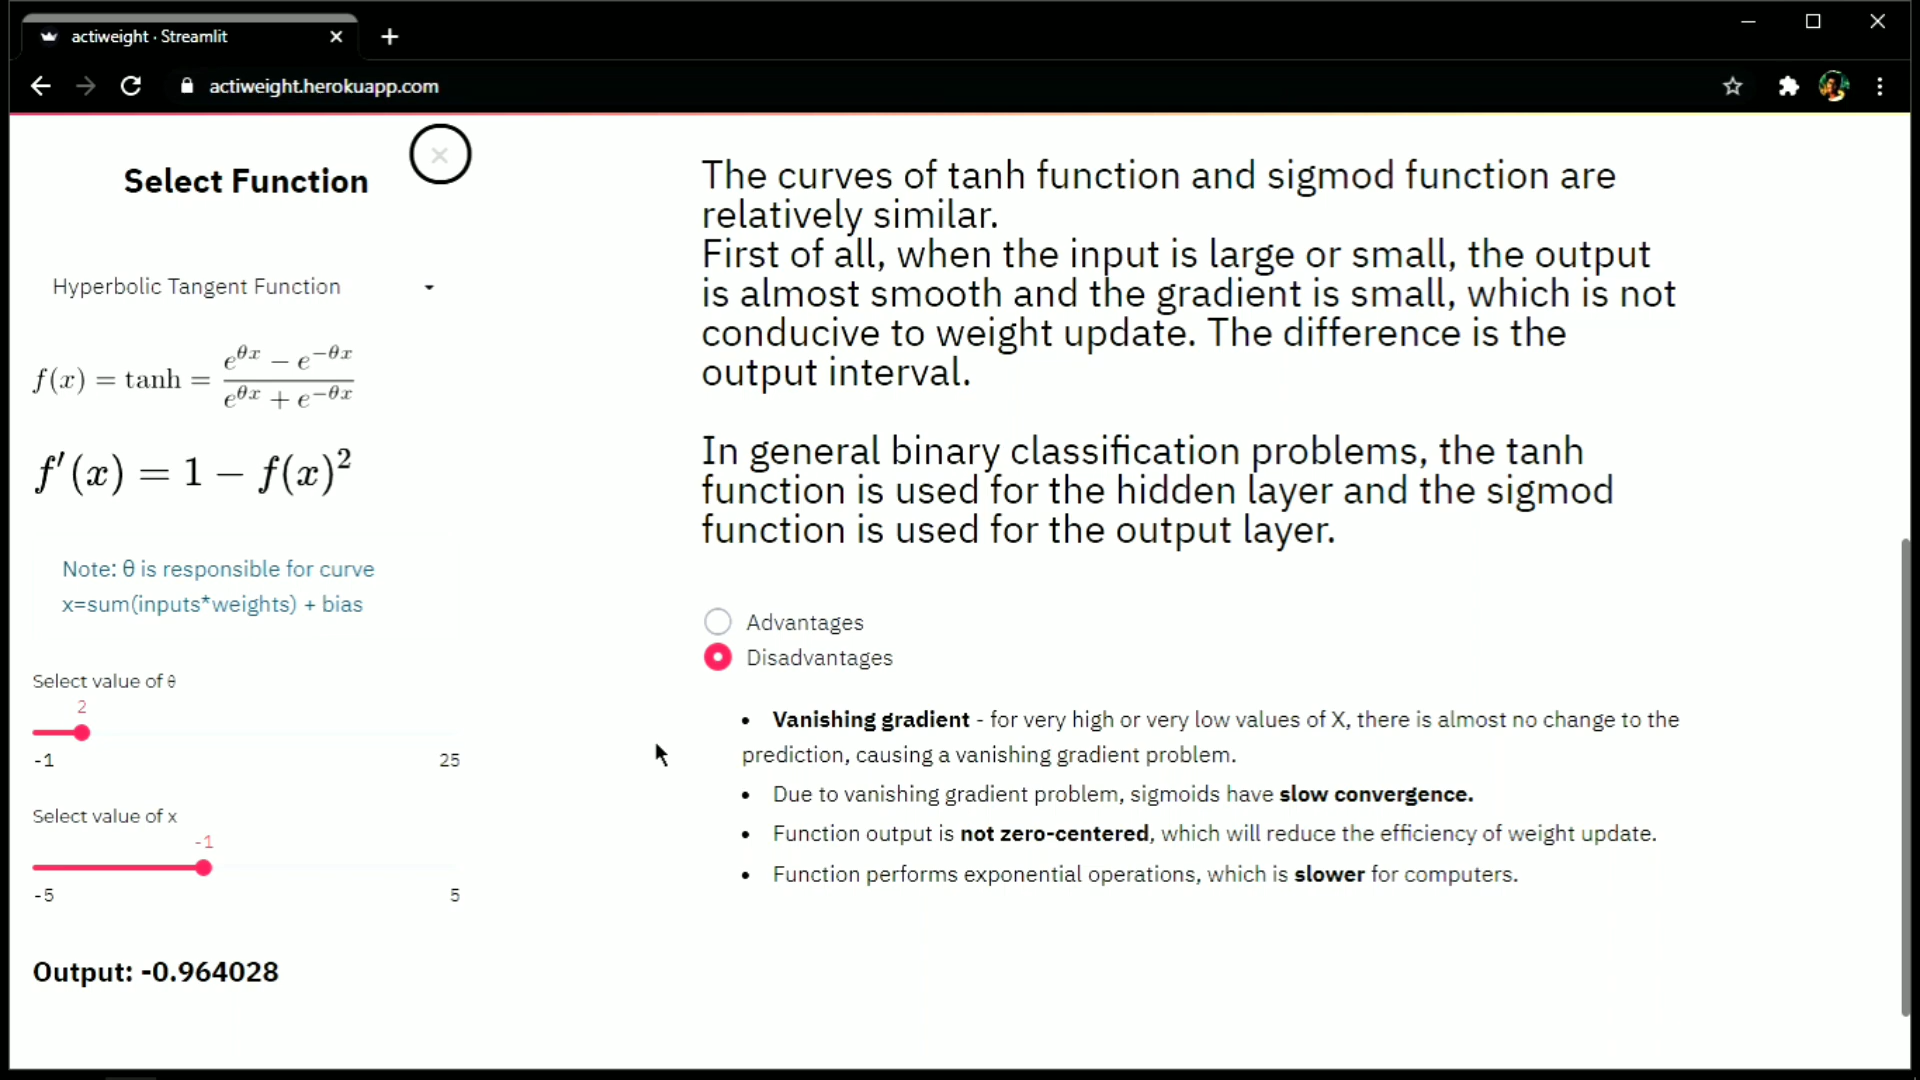 actiweight · Streamlit
actiweight.herokuapp.com
Select Function
Hyperbolic Tangent Function
f(x) = tanh = \frac{e^{θx} − e^{−θx}}{e^{θx} + e^{−θx}}
f′(x) = 1 − f(x)²
Note: θ is responsible for curve
x=sum(inputs*weights) + bias
Select value of θ
2
-1 25
Select value of x
-1
-5 5
Output: -0.964028
The curves of tanh function and sigmod function are
relatively similar.
First of all, when the input is large or small, the output
is almost smooth and the gradient is small, which is not
conducive to weight update. The difference is the
output interval.
In general binary classification problems, the tanh
function is used for the hidden layer and the sigmod
function is used for the output layer.
Advantages
Disadvantages
• Vanishing gradient - for very high or very low values of X, there is almost no change to the
prediction, causing a vanishing gradient problem.
• Due to vanishing gradient problem, sigmoids have slow convergence.
• Function output is not zero-centered, which will reduce the efficiency of weight update.
• Function performs exponential operations, which is slower for computers.